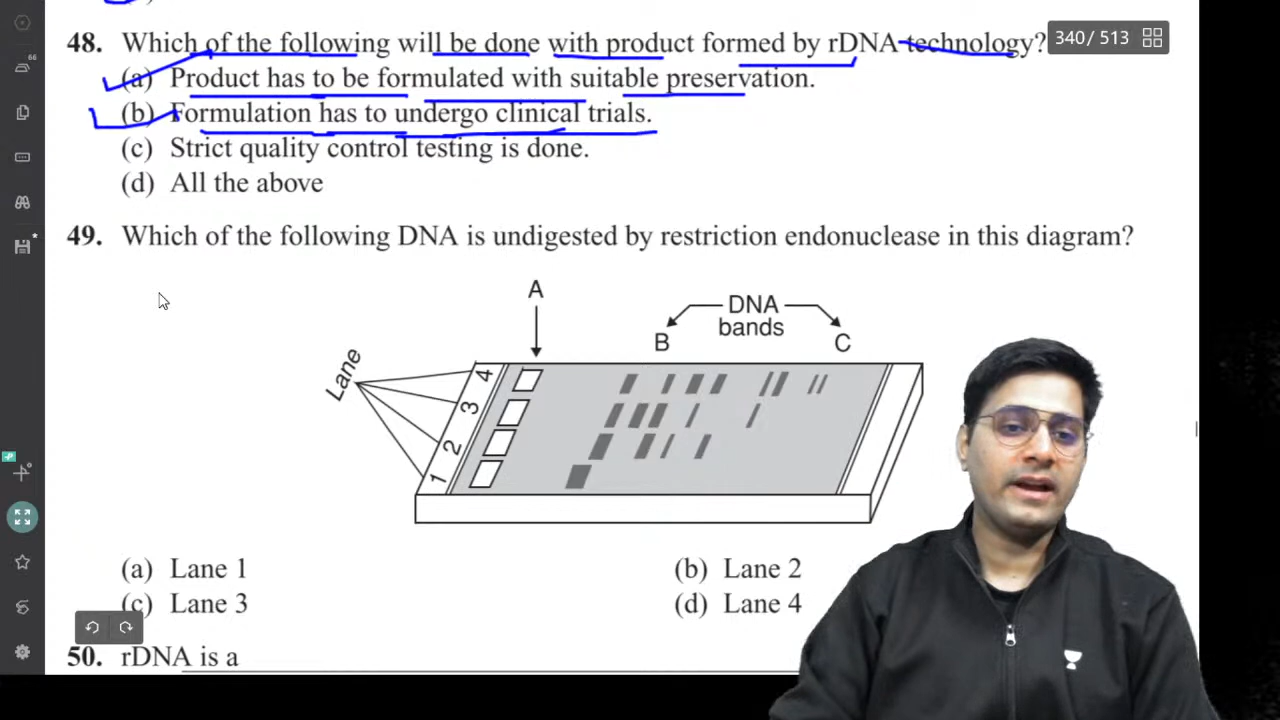 48. Which of the following will be done with product formed by rDNA technology?
340 / 513
(a) Product has to be formulated with suitable preservation.
(b) Formulation has to undergo clinical trials.
(c) Strict quality control testing is done.
(d) All the above
49. Which of the following DNA is undigested by restriction endonuclease in this diagram?
A
DNA
bands
B
C
Lane
4
3
2
1
(a) Lane 1
(b) Lane 2
(c) Lane 3
(d) Lane 4
50. rDNA is a